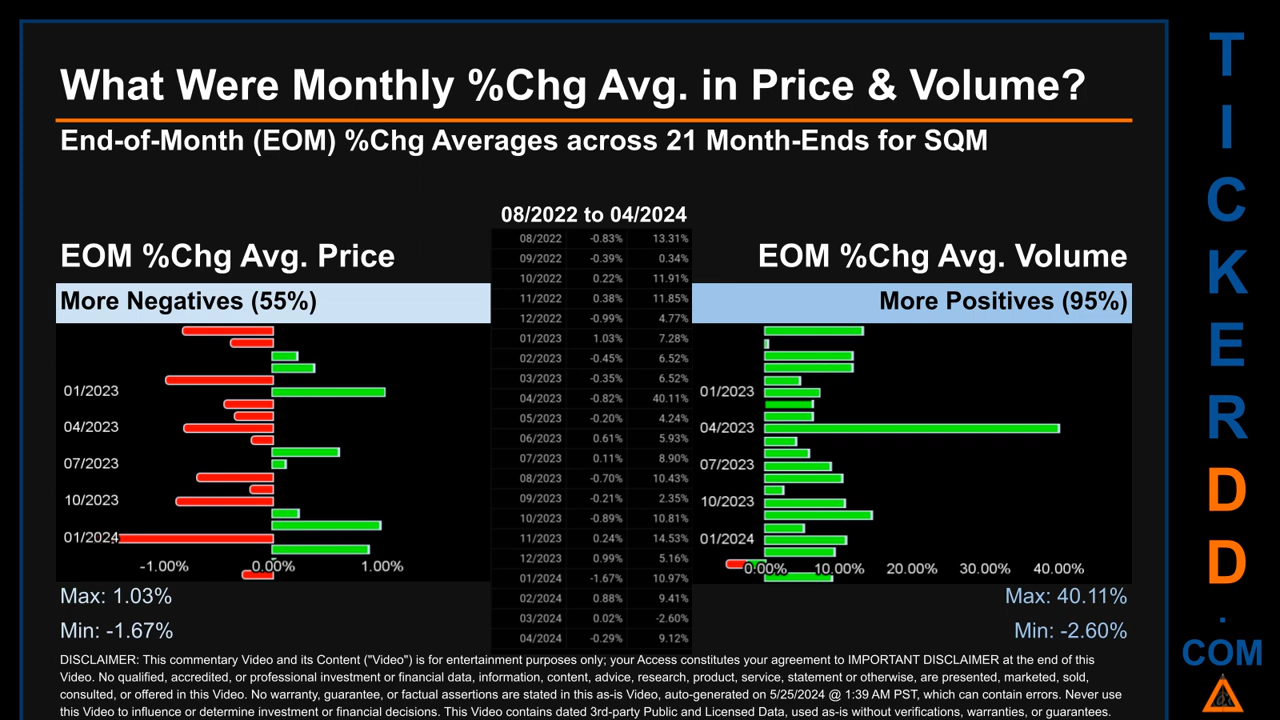 What Were Monthly %Chg Avg. in Price & Volume?
End-of-Month (EOM) %Chg Averages across 21 Month-Ends for SQM
08/2022 to 04/2024
EOM %Chg Avg. Price
More Negatives (55%)
01/2023
04/2023
07/2023
10/2023
01/2024
-1.00%
0.00%
1.00%
Max: 1.03%
Min: -1.67%
08/2022 -0.83% 13.31%
09/2022 -0.39% 0.34%
10/2022 0.22% 11.91%
11/2022 0.38% 11.85%
12/2022 -0.99% 4.77%
01/2023 1.03% 7.28%
02/2023 -0.45% 6.52%
03/2023 -0.35% 6.52%
04/2023 -0.82% 40.11%
05/2023 -0.20% 4.24%
06/2023 0.61% 5.93%
07/2023 0.11% 8.90%
08/2023 -0.70% 10.43%
09/2023 -0.21% 2.35%
10/2023 -0.89% 10.81%
11/2023 0.24% 14.53%
12/2023 0.99% 5.16%
01/2024 -1.67% 10.97%
02/2024 0.88% 9.41%
03/2024 0.02% -2.60%
04/2024 -0.29% 9.12%
EOM %Chg Avg. Volume
More Positives (95%)
01/2023
04/2023
07/2023
10/2023
01/2024
0.00%
10.00%
20.00%
30.00%
40.00%
Max: 40.11%
Min: -2.60%
DISCLAIMER: This commentary Video and its Content ("Video") is for entertainment purposes only; your Access constitutes your agreement to IMPORTANT DISCLAIMER at the end of this
Video. No qualified, accredited, or professional investment or financial data, information, content, advice, research, product, service, statement or otherwise, are presented, marketed, sold,
consulted, or offered in this Video. No warranty, guarantee, or factual assertions are stated in this as-is Video, auto-generated on 5/25/2024 @ 1:39 AM PST, which can contain errors. Never use
this Video to influence or determine investment or financial decisions. This Video contains dated 3rd-party Public and Licensed Data, used as-is without verifications, warranties, or guarantees.
T
I
C
K
E
R
D
D
.
COM